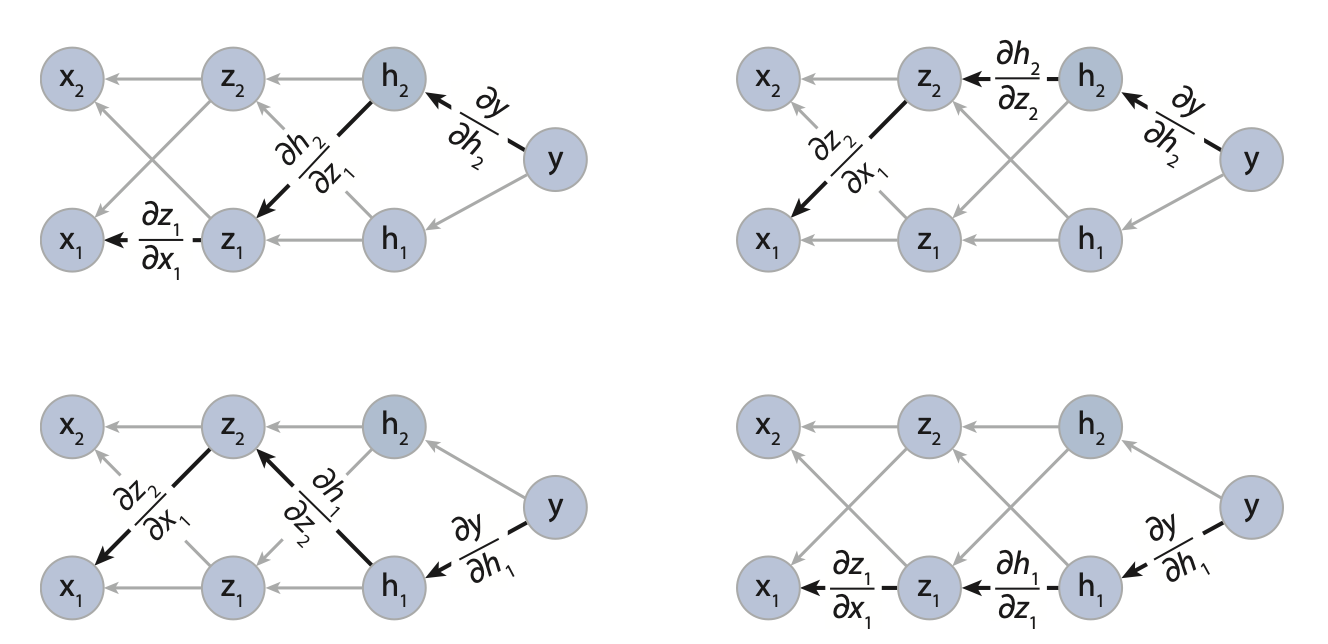 x₂ z₂ h₂ ∂y/∂h₂
∂h₂/∂z₁ y
x₁ ∂z₁/∂x₁ z₁ h₁
x₂ z₂ ∂h₂/∂z₂ h₂ ∂y/∂h₂
∂z₂/∂x₁ y
x₁ z₁ h₁
x₂ z₂ h₂
∂z₂/∂x₁ ∂h₁/∂z₂ y
∂y/∂h₁
x₁ z₁ h₁
x₂ z₂ h₂
y
∂y/∂h₁
x₁ ∂z₁/∂x₁ z₁ ∂h₁/∂z₁ h₁